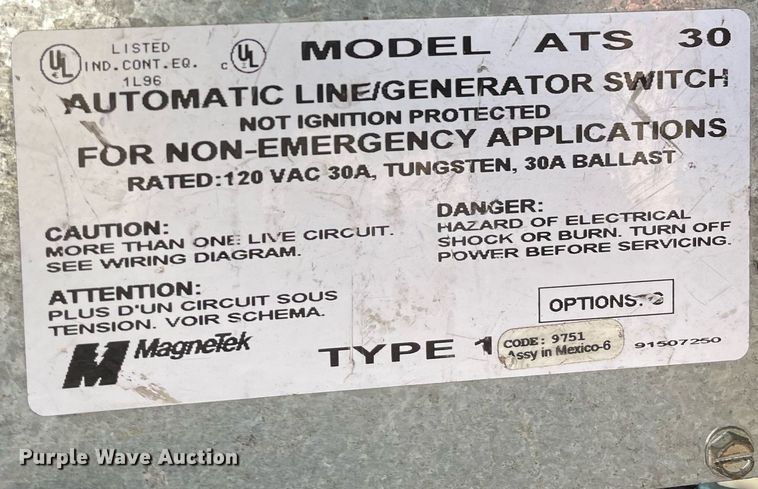 LISTED
IND. CONT. EQ.
1L96
UL
c UL
MODEL ATS 30
AUTOMATIC LINE/GENERATOR SWITCH
NOT IGNITION PROTECTED
FOR NON-EMERGENCY APPLICATIONS
RATED:120 VAC 30A, TUNGSTEN, 30A BALLAST
CAUTION:
MORE THAN ONE LIVE CIRCUIT.
SEE WIRING DIAGRAM.
DANGER:
HAZARD OF ELECTRICAL
SHOCK OR BURN. TURN OFF
POWER BEFORE SERVICING.
ATTENTION:
PLUS D'UN CIRCUIT SOUS
TENSION. VOIR SCHEMA.
OPTIONS:
MagneTek
TYPE 1
CODE: 9751
Assy in Mexico-6
91507250
Purple Wave Auction